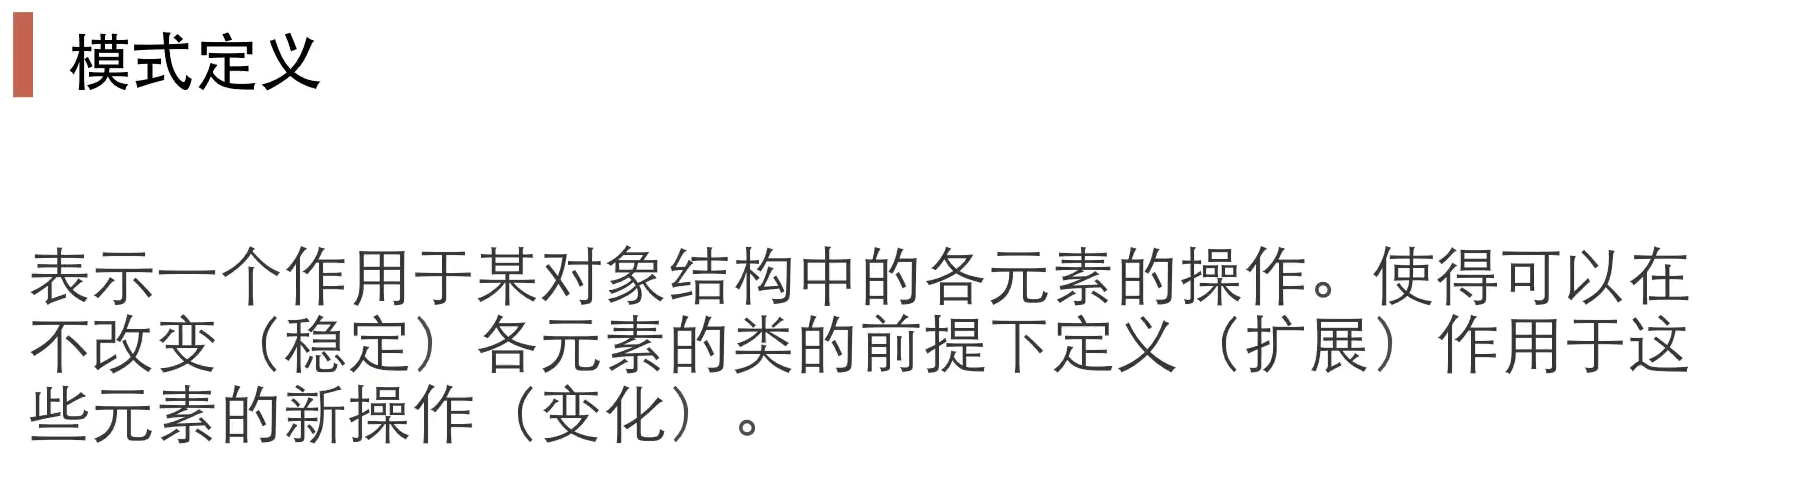 模式定义
表示一个作用于某对象结构中的各元素的操作。使得可以在
不改变（稳定）各元素的类的前提下定义（扩展）作用于这
些元素的新操作（变化）。